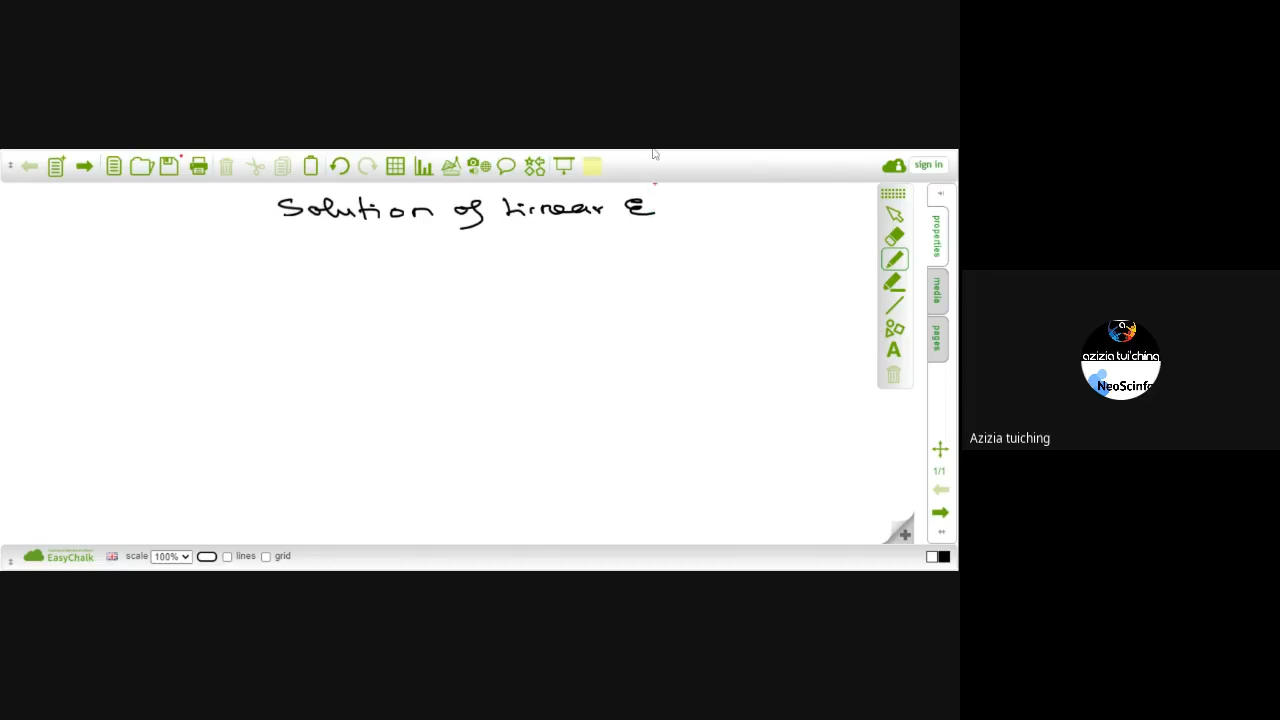 sign in
Solution of Linear E
properties
media
pages
azizia tui'ching
NeoScinfo
Azizia tuiching
1/1
EasyChalk
scale 100% lines grid